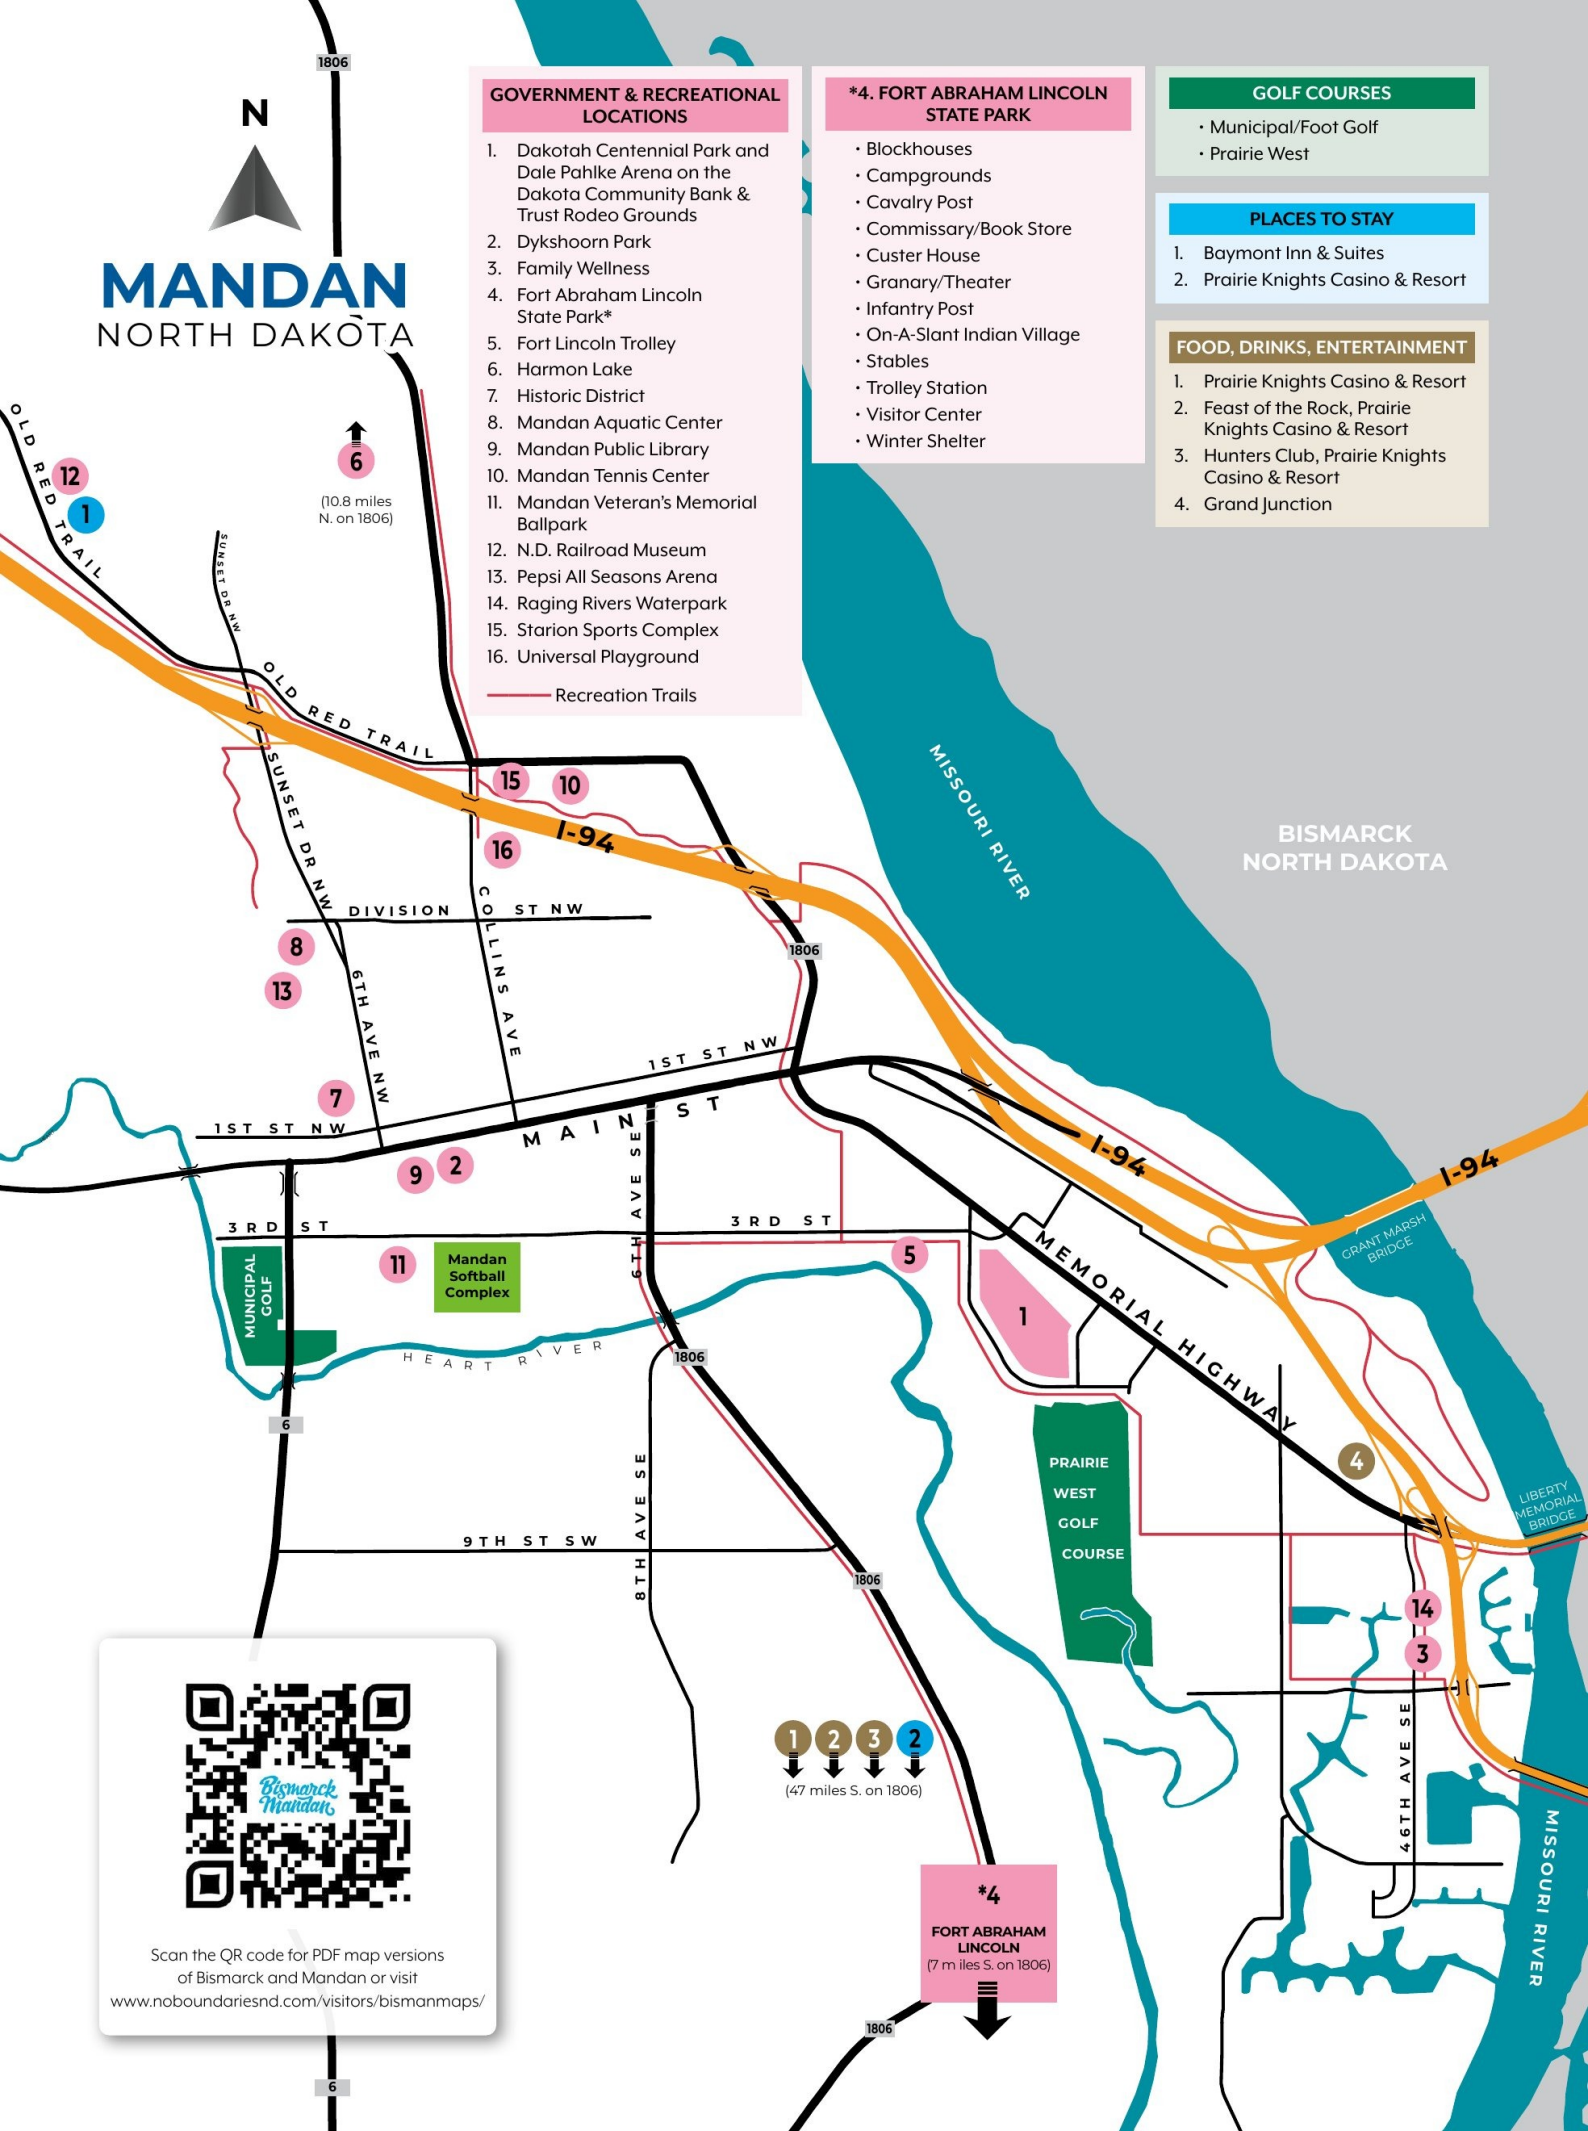 1806
N
MANDAN
NORTH DAKOTA
GOVERNMENT & RECREATIONAL
LOCATIONS
1. Dakotah Centennial Park and
Dale Pahlke Arena on the
Dakota Community Bank &
Trust Rodeo Grounds
2. Dykshoorn Park
3. Family Wellness
4. Fort Abraham Lincoln
State Park*
5. Fort Lincoln Trolley
6. Harmon Lake
7. Historic District
8. Mandan Aquatic Center
9. Mandan Public Library
10. Mandan Tennis Center
11. Mandan Veteran's Memorial
Ballpark
12. N.D. Railroad Museum
13. Pepsi All Seasons Arena
14. Raging Rivers Waterpark
15. Starion Sports Complex
16. Universal Playground
Recreation Trails
*4. FORT ABRAHAM LINCOLN
STATE PARK
· Blockhouses
· Campgrounds
· Cavalry Post
· Commissary/Book Store
· Custer House
· Granary/Theater
· Infantry Post
· On-A-Slant Indian Village
· Stables
· Trolley Station
· Visitor Center
· Winter Shelter
GOLF COURSES
· Municipal/Foot Golf
· Prairie West
PLACES TO STAY
1. Baymont Inn & Suites
2. Prairie Knights Casino & Resort
FOOD, DRINKS, ENTERTAINMENT
1. Prairie Knights Casino & Resort
2. Feast of the Rock, Prairie
Knights Casino & Resort
3. Hunters Club, Prairie Knights
Casino & Resort
4. Grand Junction
OLD RED TRAIL
12
1
6
(10.8 miles
N. on 1806)
SUNSET DR NW
OLD RED TRAIL
SUNSET DR NW
15
10
16
I-94
MISSOURI RIVER
BISMARCK
NORTH DAKOTA
DIVISION ST NW
COLLINS AVE
8
13
6TH AVE NW
1806
1ST ST NW
7
1ST ST NW
MAIN ST
9
2
6TH AVE SE
I-94
I-94
GRANT MARSH
BRIDGE
3RD ST
3RD ST
MUNICIPAL
GOLF
11
Mandan
Softball
Complex
5
1
MEMORIAL HIGHWAY
HEART RIVER
1806
6
4
PRAIRIE
WEST
GOLF
COURSE
LIBERTY
MEMORIAL
BRIDGE
9TH ST SW
8TH AVE SE
1806
14
3
46TH AVE SE
1 2 3 2
(47 miles S. on 1806)
MISSOURI RIVER
*4
FORT ABRAHAM
LINCOLN
(7 m iles S. on 1806)
1806
Bismarck
Mandan
Scan the QR code for PDF map versions
of Bismarck and Mandan or visit
www.noboundariesnd.com/visitors/bismanmaps/
6